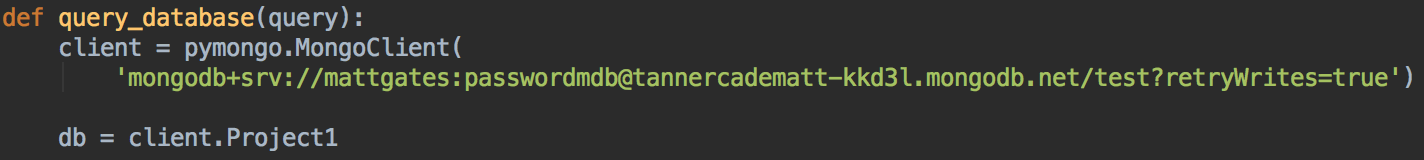 def query_database(query):
client = pymongo.MongoClient(
'mongodb+srv://mattgates:passwordmdb@tannercadematt-kkd3l.mongodb.net/test?retryWrites=true')
db = client.Project1